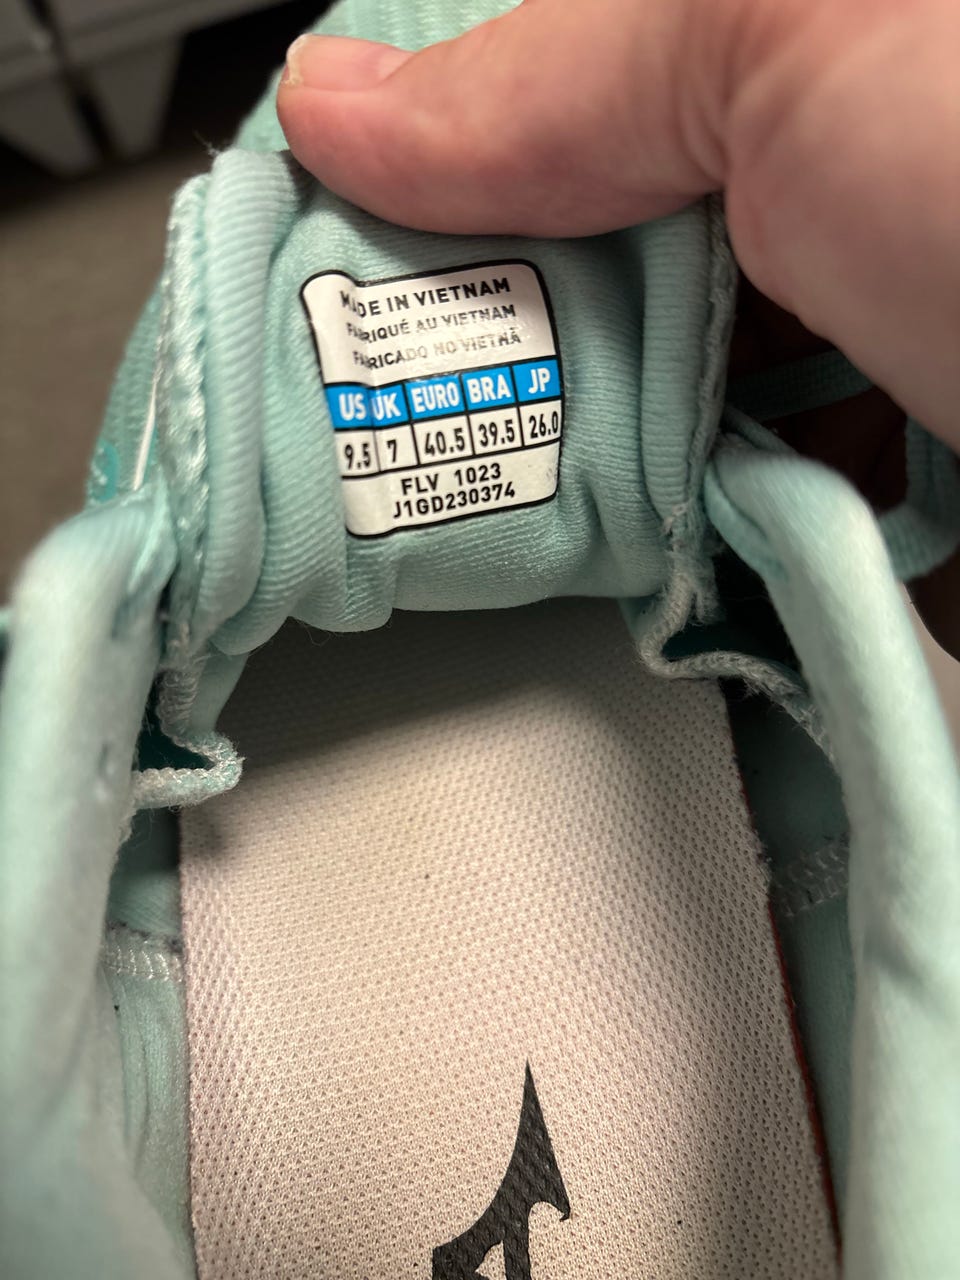 MADE IN VIETNAM
FABRIQUÉ AU VIETNAM
FABRICADO NO VIETNÃ
US UK EURO BRA JP
9.5 7 40.5 39.5 26.0
FLV 1023
J1GD230374